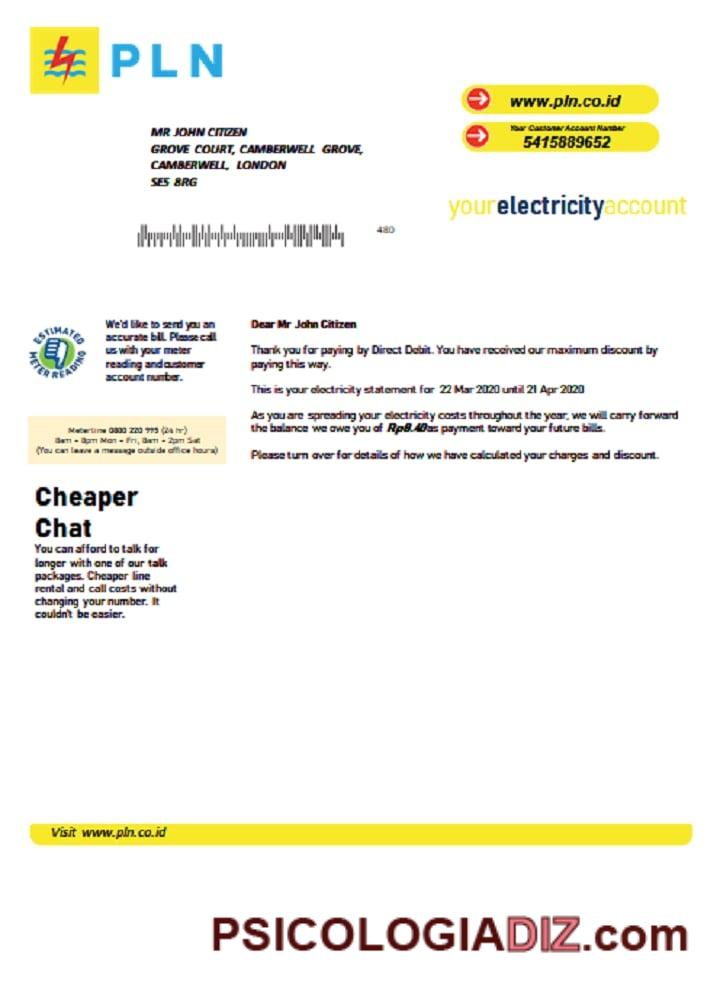 PLN
www.pln.co.id
Your Customer Account Number
5415889652
MR JOHN CITIZEN
GROVE COURT, CAMBERWELL GROVE,
CAMBERWELL, LONDON
SE5 8RG
480
yourelectricityaccount
ESTIMATED
METER READING
We'd like to send you an
accurate bill. Please call
us with your meter
reading andcustomer
account number.
Meterline 0800 220 995 (24 hr)
8am - 8pm Mon - Fri, 8am - 2pm Sat
(You can leave a message outside office hours)
Cheaper
Chat
You can afford to talk for
longer with one of our talk
packages. Cheaper line
rental and call costs without
changing your number. It
couldn't be easier.
Dear Mr John Citizen
Thank you for paying by Direct Debit. You have received our maximum discount by
paying this way.
This is your electricity statement for 22 Mar 2020 until 21 Apr 2020
As you are spreading your electricity costs throughout the year, we will carry forward
the balance we owe you of Rp8.40as payment toward your future bills.
Please turn over for details of how we have calculated your charges and discount.
Visit www.pln.co.id
PSICOLOGIADIZ.com